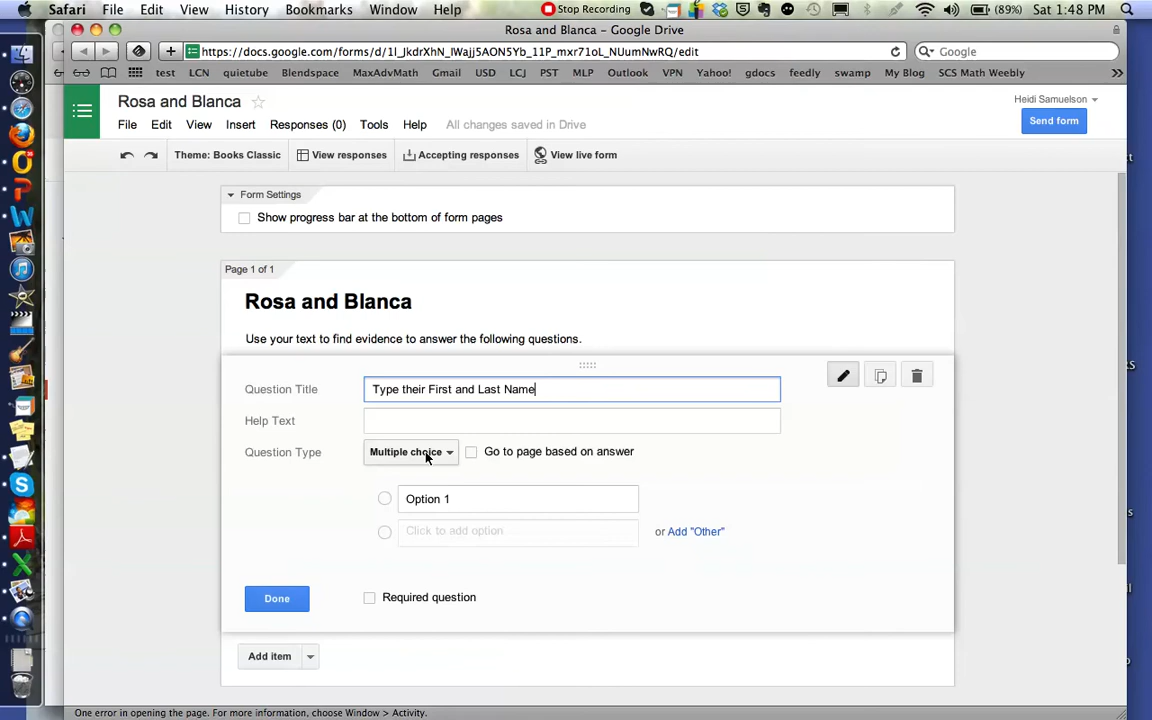 Safari File Edit View History Bookmarks Window Help Stop Recording (89%) Sat 1:48 PM
Rosa and Blanca – Google Drive
https://docs.google.com/forms/d/1l_JkdrXhN_lWajj5AON5Yb_11P_mxr71oL_NUumNwRQ/edit Google
test LCN quietube Blendspace MaxAdvMath Gmail USD LCJ PST MLP Outlook VPN Yahoo! gdocs feedly swamp My Blog SCS Math Weebly
Rosa and Blanca Heidi Samuelson
File Edit View Insert Responses (0) Tools Help All changes saved in Drive Send form
Theme: Books Classic View responses Accepting responses View live form
Form Settings
Show progress bar at the bottom of form pages
Page 1 of 1
Rosa and Blanca
Use your text to find evidence to answer the following questions.
Question Title Type their First and Last Name
Help Text
Question Type Multiple choice Go to page based on answer
Option 1
Click to add option or Add "Other"
Done Required question
Add item
One error in opening the page. For more information, choose Window > Activity.